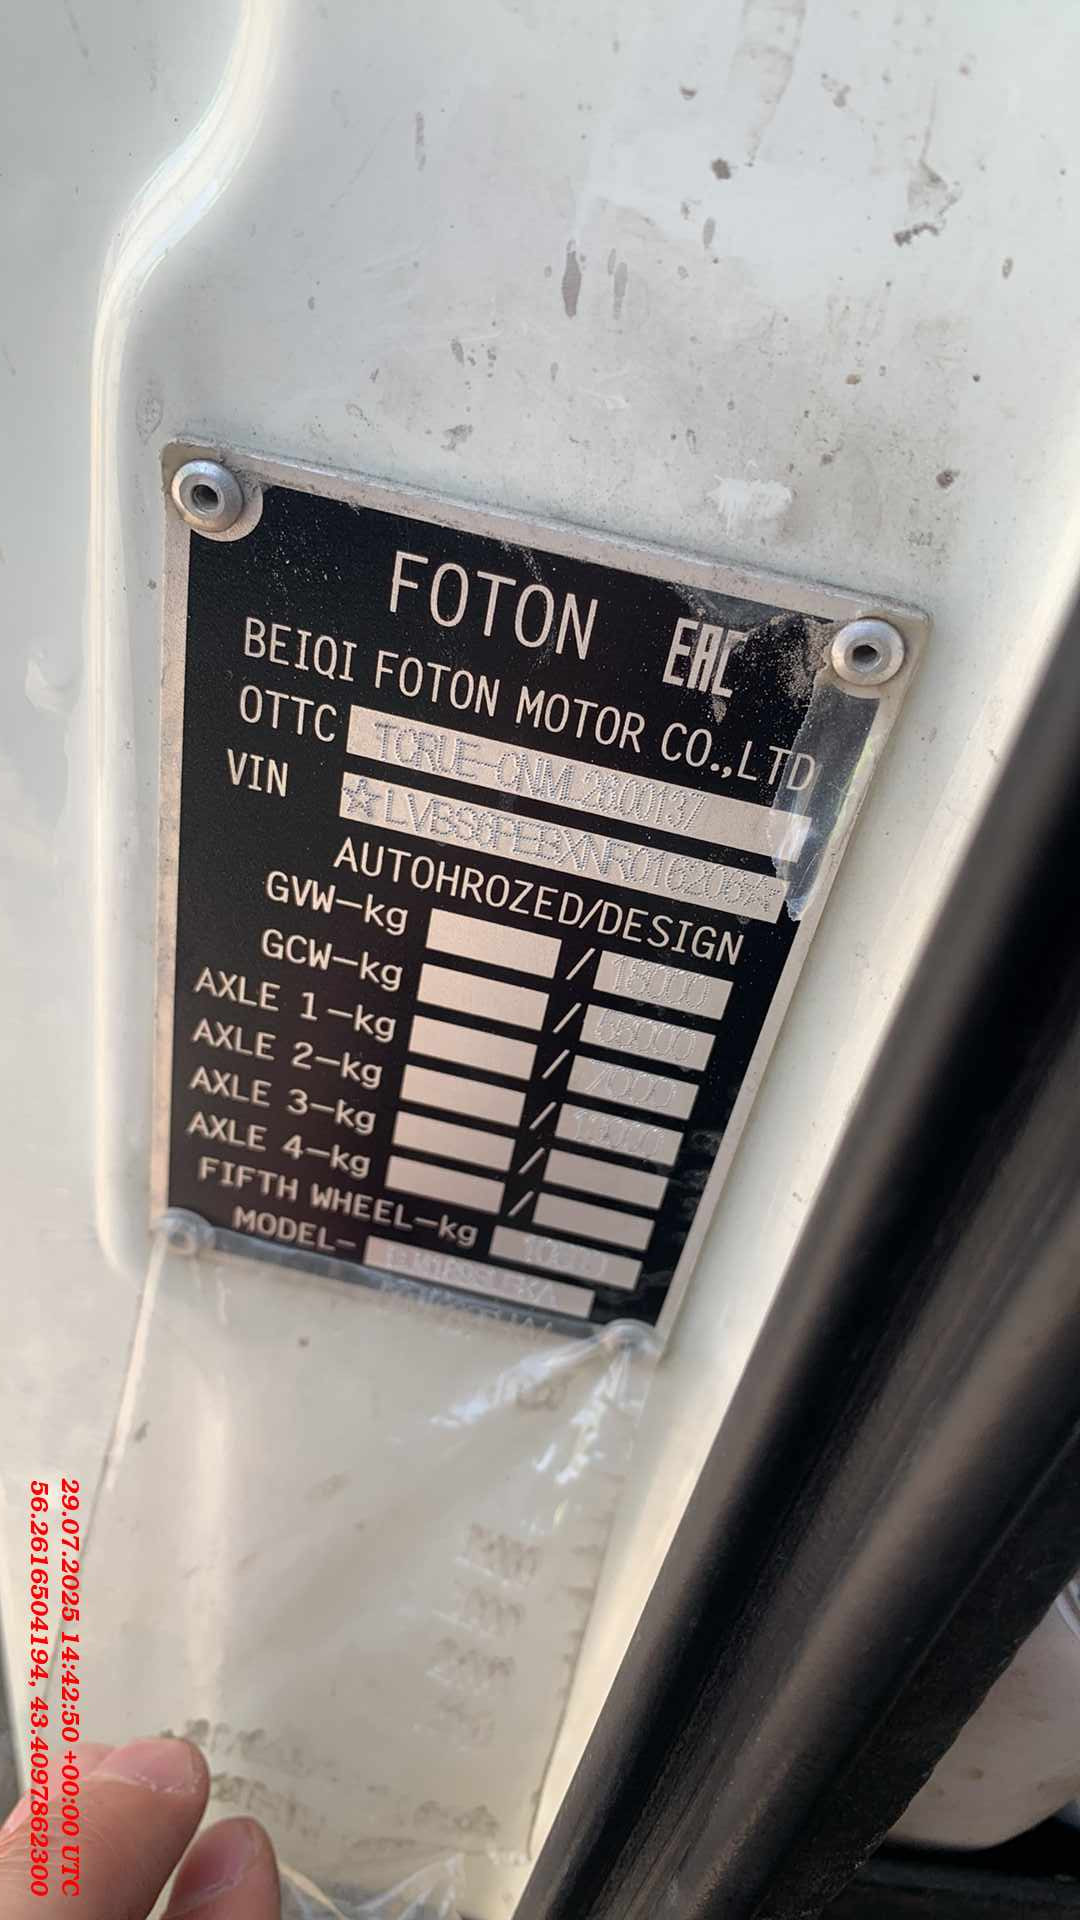 FOTON
EAC
BEIQI FOTON MOTOR CO.,LTD
OTTC TCRUE-CNML2800137
VIN ☆LVBS6PEBXNR016206☆
AUTOHROZED/DESIGN
GVW-kg / 18000
GCW-kg / 56000
AXLE 1-kg / 7000
AXLE 2-kg /
AXLE 3-kg /
AXLE 4-kg /
FIFTH WHEEL-kg
MODEL-
29.07.2025 14:42:50 +00:00 UTC
56.2616504194, 43.4097862300